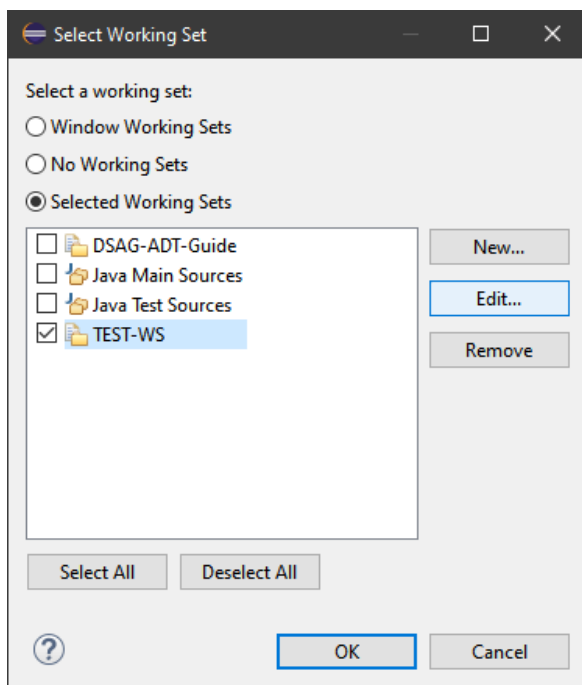 Select Working Set
Select a working set:
Window Working Sets
No Working Sets
Selected Working Sets
DSAG-ADT-Guide
Java Main Sources
Java Test Sources
TEST-WS
New...
Edit...
Remove
Select All Deselect All
? OK Cancel